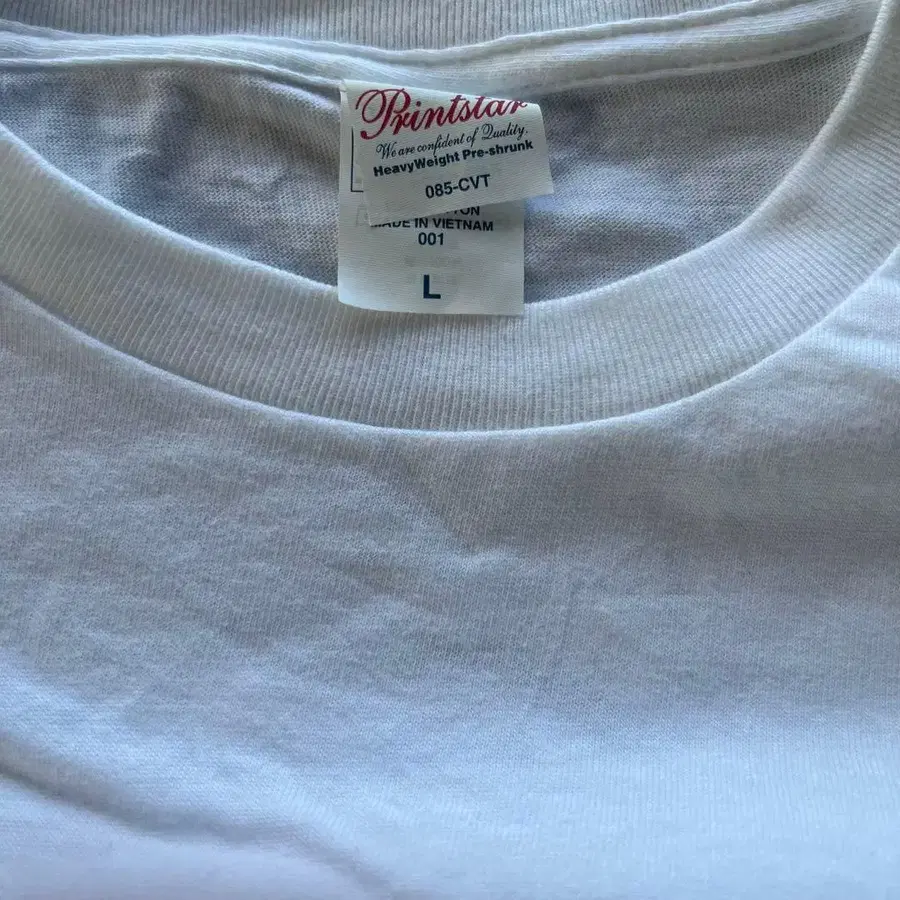 Printstar
We are confident of Quality.
HeavyWeight Pre-shrunk
085-CVT
MADE IN VIETNAM
001
L